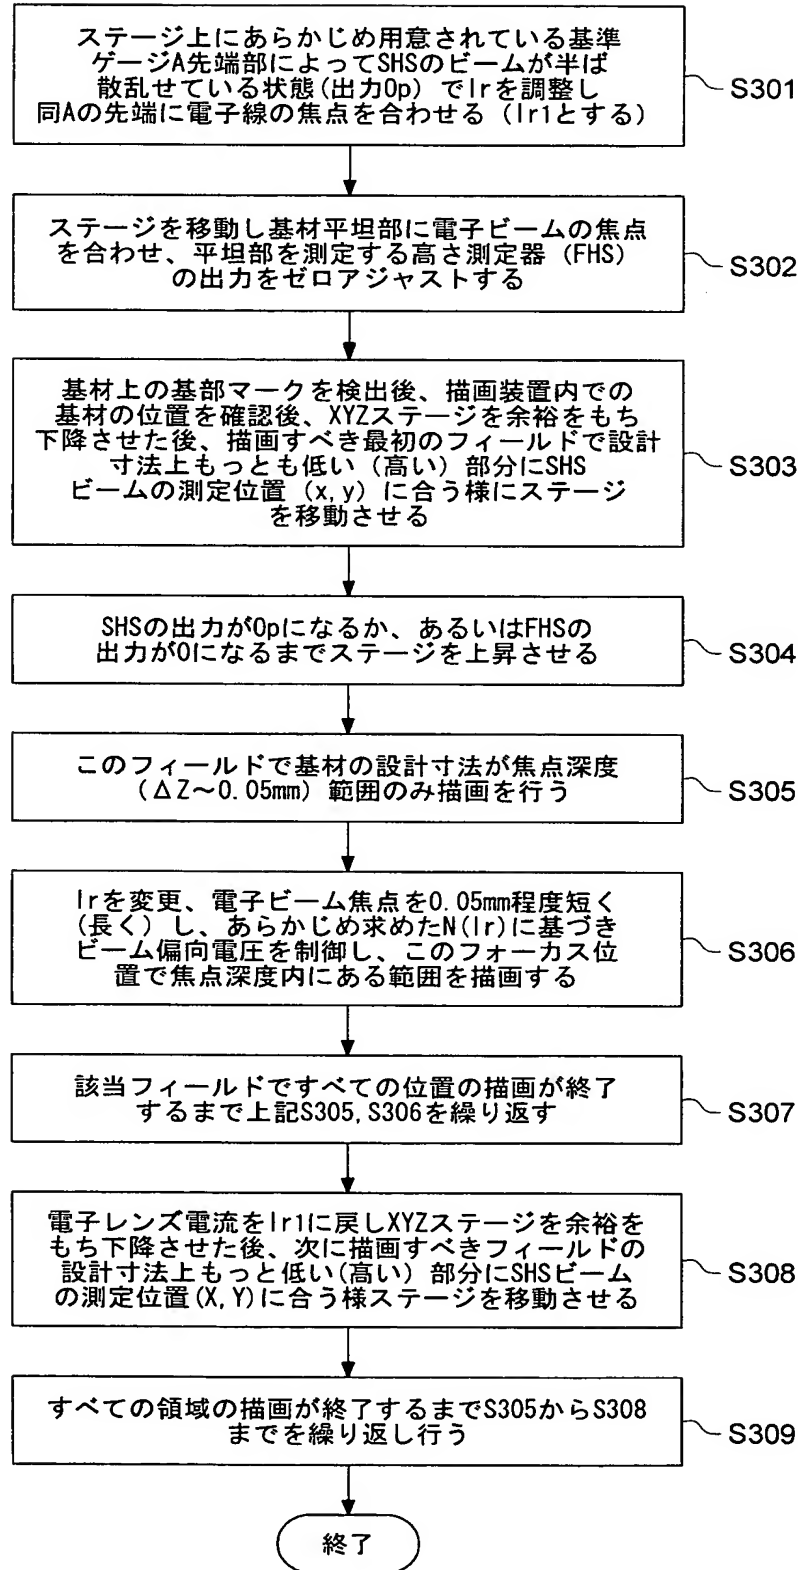 ステージ上にあらかじめ用意されている基準
ゲージA先端部によってSHSのビームが半ば
散乱せている状態(出力Op)でIrを調整し
同Aの先端に電子線の焦点を合わせる(Ir1とする)
S301
ステージを移動し基材平坦部に電子ビームの焦点
を合わせ、平坦部を測定する高さ測定器(FHS)
の出力をゼロアジャストする
S302
基材上の基部マークを検出後、描画装置内での
基材の位置を確認後、XYZステージを余裕をもち
下降させた後、描画すべき最初のフィールドで設計
寸法上もっとも低い(高い)部分にSHS
ビームの測定位置(x,y)に合う様にステージ
を移動させる
S303
SHSの出力がOpになるか、あるいはFHSの
出力が0になるまでステージを上昇させる
S304
このフィールドで基材の設計寸法が焦点深度
(ΔZ~0.05mm)範囲のみ描画を行う
S305
Irを変更、電子ビーム焦点を0.05mm程度短く
(長く)し、あらかじめ求めたN(Ir)に基づき
ビーム偏向電圧を制御し、このフォーカス位
置で焦点深度内にある範囲を描画する
S306
該当フィールドですべての位置の描画が終了
するまで上記S305,S306を繰り返す
S307
電子レンズ電流をIr1に戻しXYZステージを余裕を
もち下降させた後、次に描画すべきフィールドの
設計寸法上もっと低い(高い)部分にSHSビーム
の測定位置(X,Y)に合う様ステージを移動させる
S308
すべての領域の描画が終了するまでS305からS308
までを繰り返し行う
S309
終了